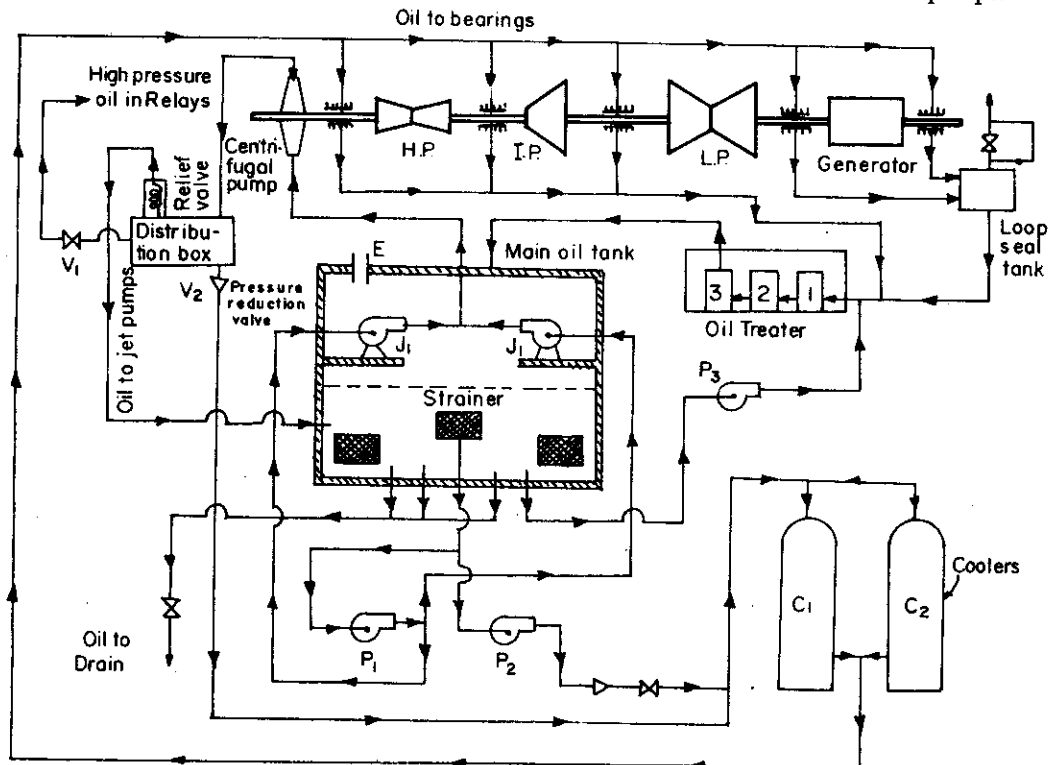 Oil to bearings
High pressure
oil in Relays
Centri-
fugal
pump
Relief
valve
H.P.
I.P.
L.P.
Generator
Loop
seal
tank
Distribu-
tion box
V1
V2
Pressure
reduction
valve
Oil to jet pumps
E
Main oil tank
J1
J1
Strainer
3
2
1
Oil Treater
P3
Oil to
Drain
P1
P2
C1
C2
Coolers